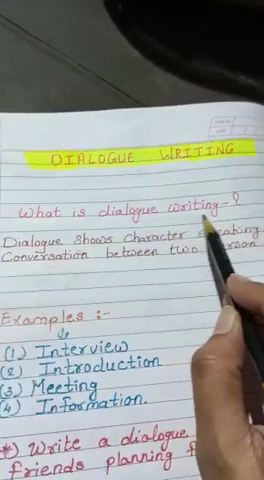 DIALOGUE WRITING
What is dialogue writing - ?
Dialogue shows Character
Conversation between two
Examples :-
(1) Interview
(2) Introduction
(3) Meeting
(4) Information.
*) Write a dialogue
friends planning